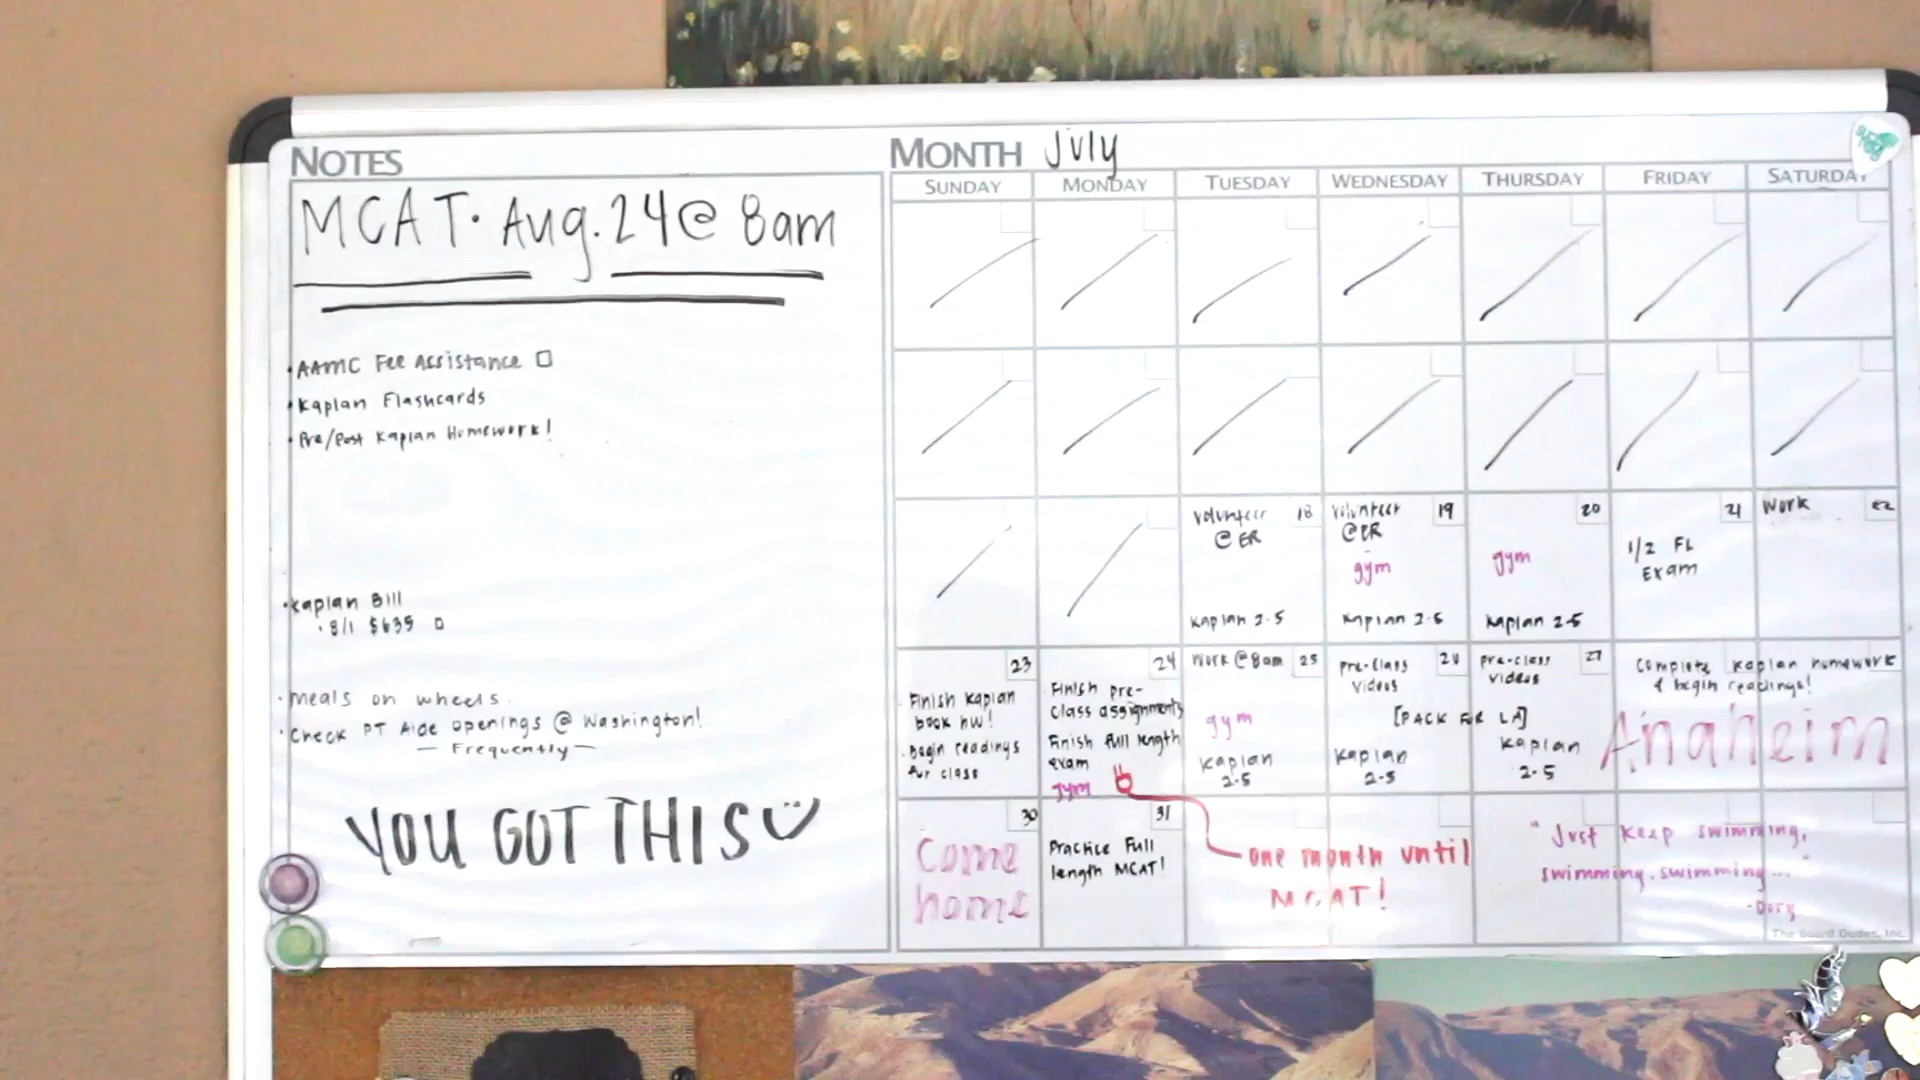 NOTES
MCAT· Aug. 24 @ 8am
· AAMC Fee Assistance
· Kaplan Flashcards
· Pre/Post Kaplan Homework!
· Kaplan Bill
· 8/1 $635
· Meals on wheels.
· Check PT Aide openings @ Washington!
— Frequently —
YOU GOT THIS
MONTH July
SUNDAY MONDAY TUESDAY WEDNESDAY THURSDAY FRIDAY SATURDAY
Volunteer 18
@ ER
Kaplan 2-5
Volunteer 19
@ ER
gym
Kaplan 2-5
20
gym
Kaplan 2-5
21
1/2 FL
Exam
Work 22
23
· Finish Kaplan
book hw!
· Begin readings
for class
24
· Finish pre-
class assignments
Finish full length
exam
gym
Work @ 8am 25
gym
Kaplan
2-5
Pre-Class
Videos
Kaplan
2-5
Pre-class 27
videos
[PACK FOR LA]
Kaplan
2-5
Complete Kaplan homework
& begin readings!
Anaheim
30
Come
home
31
Practice Full
length MCAT!
one month until
MCAT!
"Just keep swimming,
swimming, swimming..."
- Dory
The Board Dudes, Inc.